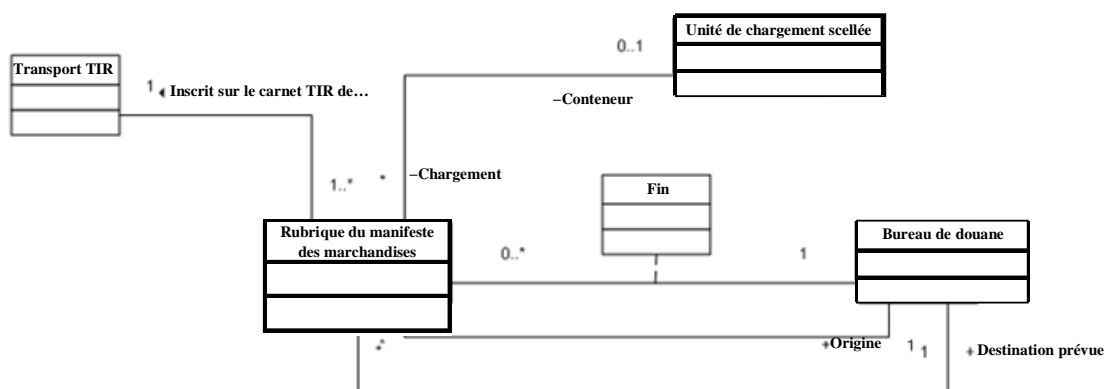 Unité de chargement scellée
0..1
Transport TIR
1
Inscrit sur le carnet TIR de…
–Conteneur
–Chargement
1..*
*
Fin
Rubrique du manifeste
des marchandises
0..*
1
Bureau de douane
*
+Origine
1
1
+ Destination prévue